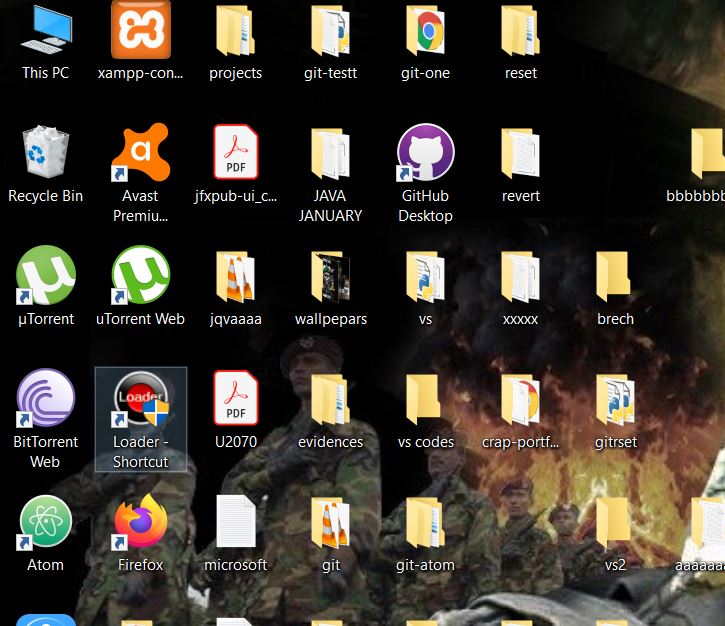 This PC
xampp-con...
projects
git-testt
git-one
reset
Recycle Bin
Avast
Premiu...
PDF
jfxpub-ui_c...
JAVA
JANUARY
GitHub
Desktop
revert
bbbbbbb
µTorrent
uTorrent Web
jqvaaaa
wallpepars
vs
xxxxx
brech
BitTorrent
Web
Loader
Loader -
Shortcut
PDF
U2070
evidences
vs codes
crap-portf...
gitrset
Atom
Firefox
microsoft
git
git-atom
vs2
aaaaaaa